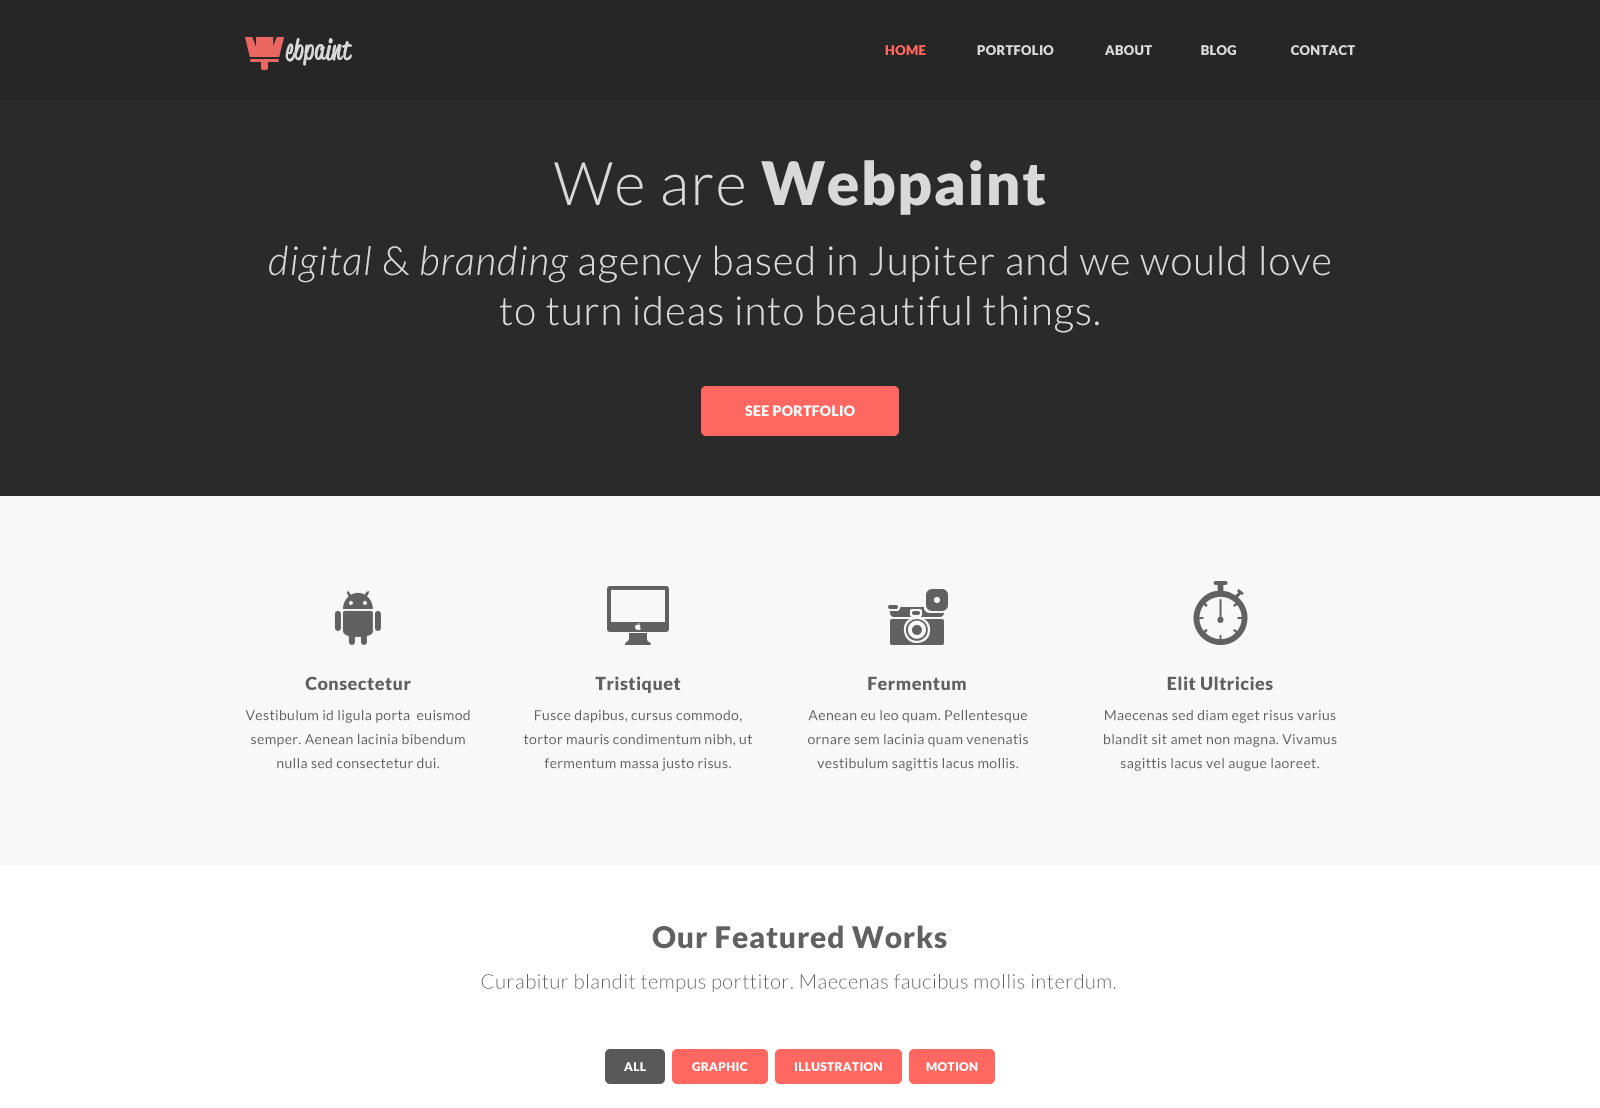 Webpaint
HOME PORTFOLIO ABOUT BLOG CONTACT
We are Webpaint
digital & branding agency based in Jupiter and we would love
to turn ideas into beautiful things.
SEE PORTFOLIO
Consectetur
Vestibulum id ligula porta euismod
semper. Aenean lacinia bibendum
nulla sed consectetur dui.
Tristiquet
Fusce dapibus, cursus commodo,
tortor mauris condimentum nibh, ut
fermentum massa justo risus.
Fermentum
Aenean eu leo quam. Pellentesque
ornare sem lacinia quam venenatis
vestibulum sagittis lacus mollis.
Elit Ultricies
Maecenas sed diam eget risus varius
blandit sit amet non magna. Vivamus
sagittis lacus vel augue laoreet.
Our Featured Works
Curabitur blandit tempus porttitor. Maecenas faucibus mollis interdum.
ALL GRAPHIC ILLUSTRATION MOTION